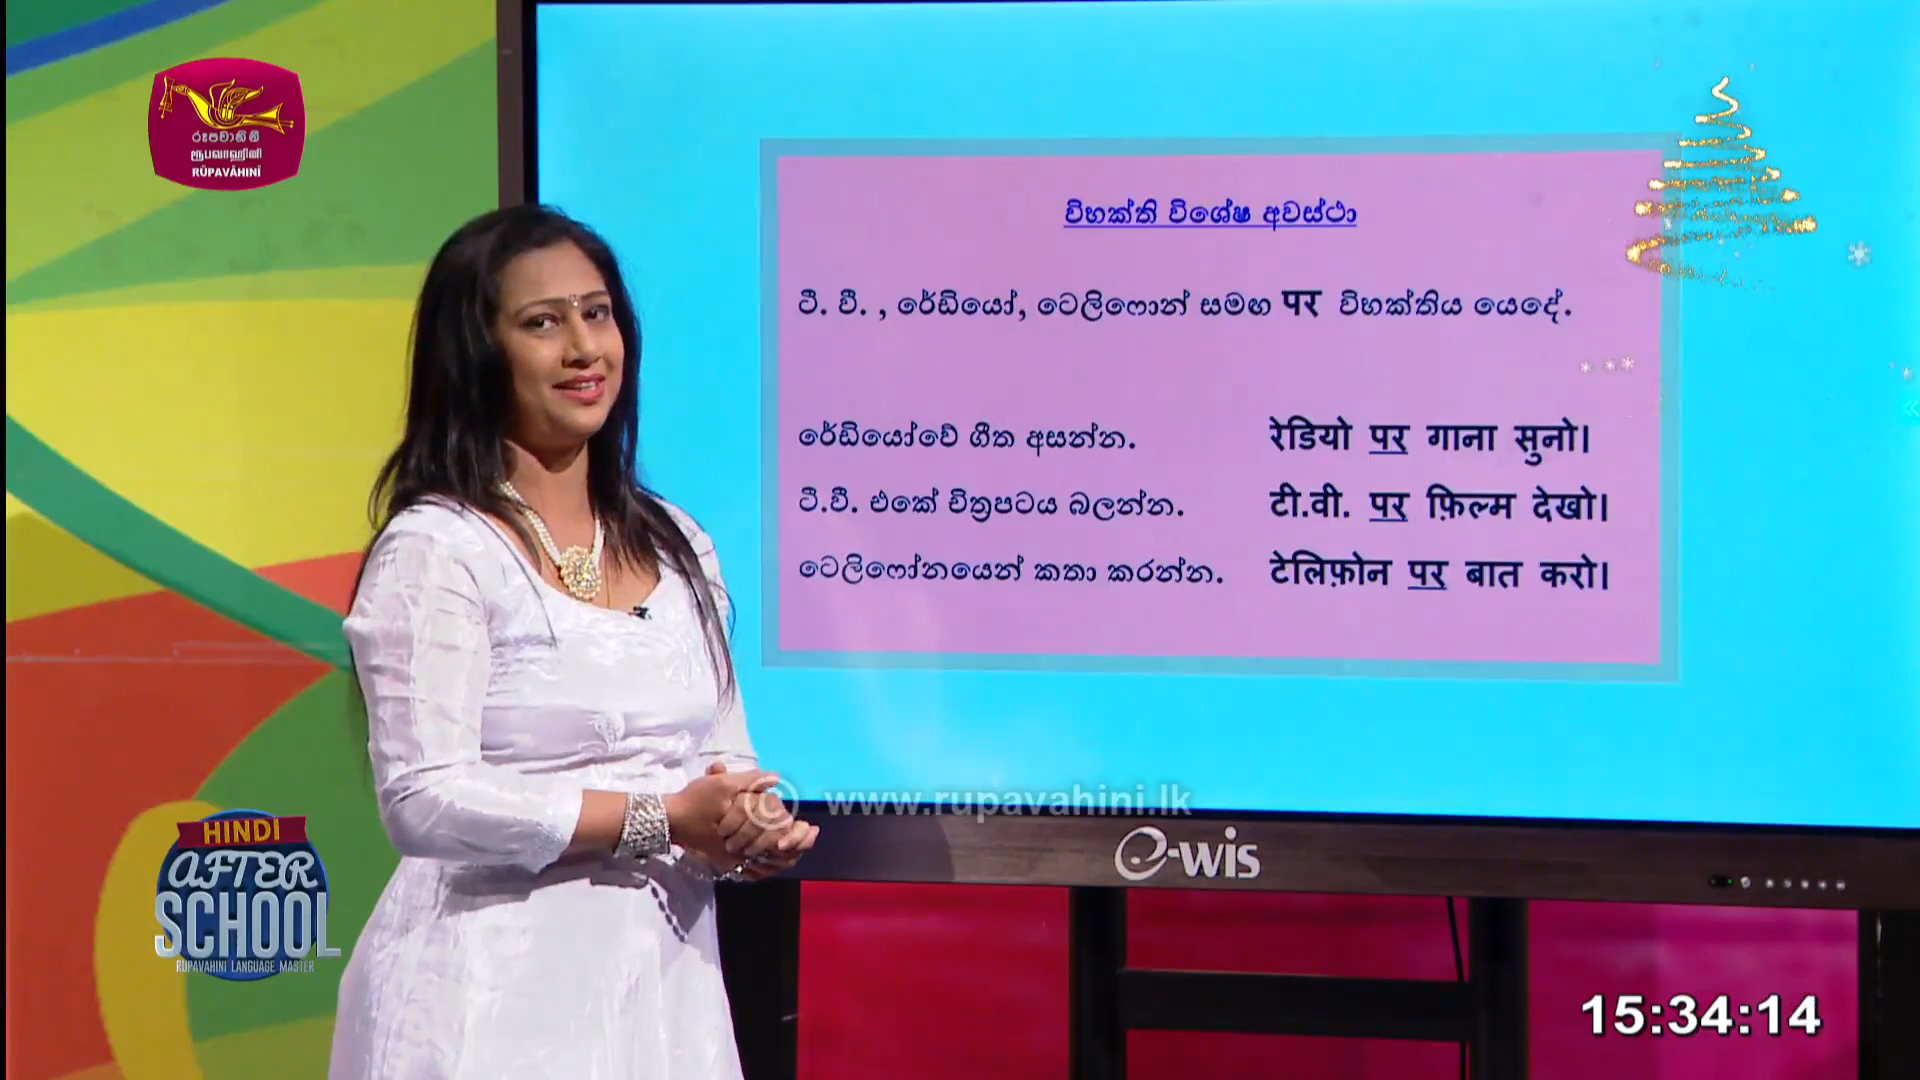 රූපවාහිනී
ரூபவாஹினி
RŪPAVĀHINĪ
විභක්ති විශේෂ අවස්ථා
ටී. වී. , රේඩියෝ, ටෙලිෆොන් සමඟ पर විභක්තිය යෙදේ.
රේඩියෝවේ ගීත අසන්න. रेडियो पर गाना सुनो।
ටී.වී. එකේ චිත්‍රපටය බලන්න. टी.वी. पर फ़िल्म देखो।
ටෙලිෆෝනයෙන් කතා කරන්න. टेलिफ़ोन पर बात करो।
© www.rupavahini.lk
e-wis
HINDI
AFTER
SCHOOL
RUPAVAHINI LANGUAGE MASTER
15:34:14